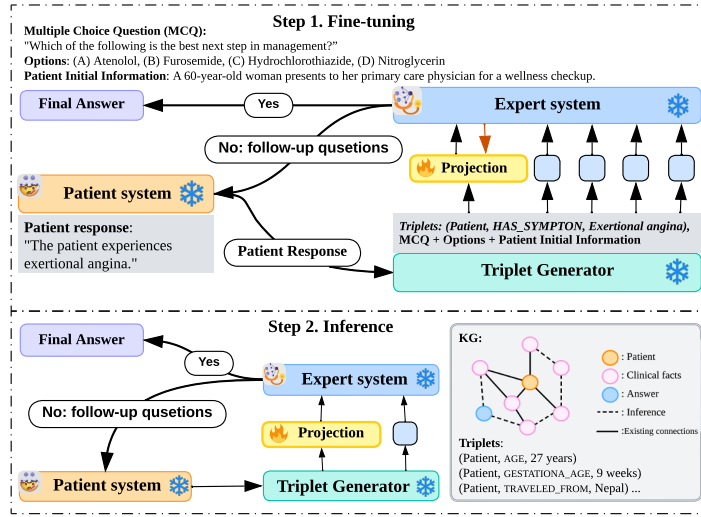 Step 1. Fine-tuning
Multiple Choice Question (MCQ):
"Which of the following is the best next step in management?”
Options: (A) Atenolol, (B) Furosemide, (C) Hydrochlorothiazide, (D) Nitroglycerin
Patient Initial Information: A 60-year-old woman presents to her primary care physician for a wellness checkup.
Final Answer
Yes
Expert system
No: follow-up qusetions
Projection
Patient system
Patient response:
"The patient experiences
exertional angina."
Patient Response
Triplets: (Patient, HAS_SYMPTON, Exertional angina),
MCQ + Options + Patient Initial Information
Triplet Generator
Step 2. Inference
Final Answer
Yes
Expert system
No: follow-up qusetions
Projection
Patient system
Triplet Generator
KG:
: Patient
: Clinical facts
: Answer
: Inference
:Existing connections
Triplets:
(Patient, AGE, 27 years)
(Patient, GESTATIONA_AGE, 9 weeks)
(Patient, TRAVELED_FROM, Nepal) ...